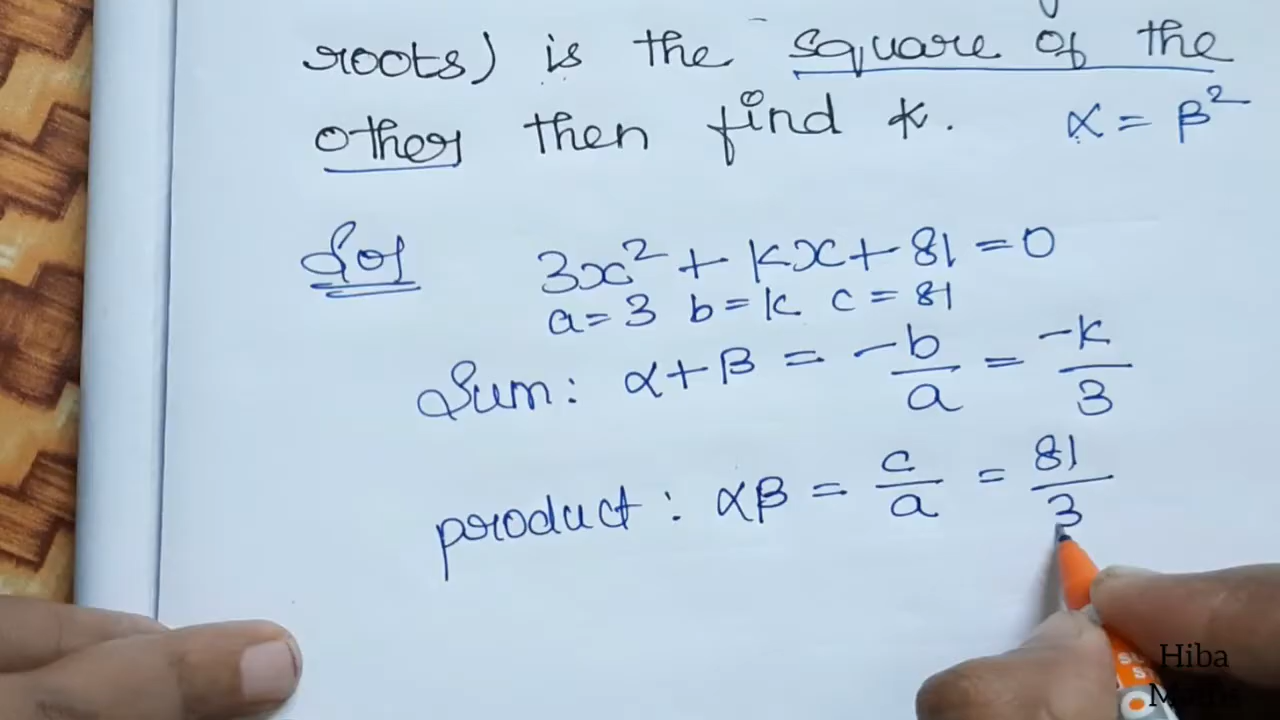 roots) is the square of the
other then find k. α = β²
Sol 3x² + kx + 81 = 0
a = 3 b = k c = 81
Sum: α + β = -b/a = -k/3
product: αβ = c/a = 81/3
Hiba